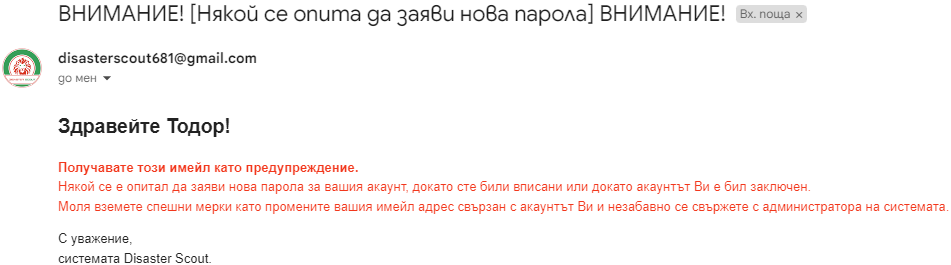 ВНИМАНИЕ! [Някой се опита да заяви нова парола] ВНИМАНИЕ! Вх. поща ×
disasterscout681@gmail.com
до мен
Здравейте Тодор!
Получавате този имейл като предупреждение.
Някой се е опитал да заяви нова парола за вашия акаунт, докато сте били вписани или докато акаунтът Ви е бил заключен.
Моля вземете спешни мерки като промените вашия имейл адрес свързан с акаунтът Ви и незабавно се свържете с администратора на системата.
С уважение,
системата Disaster Scout.